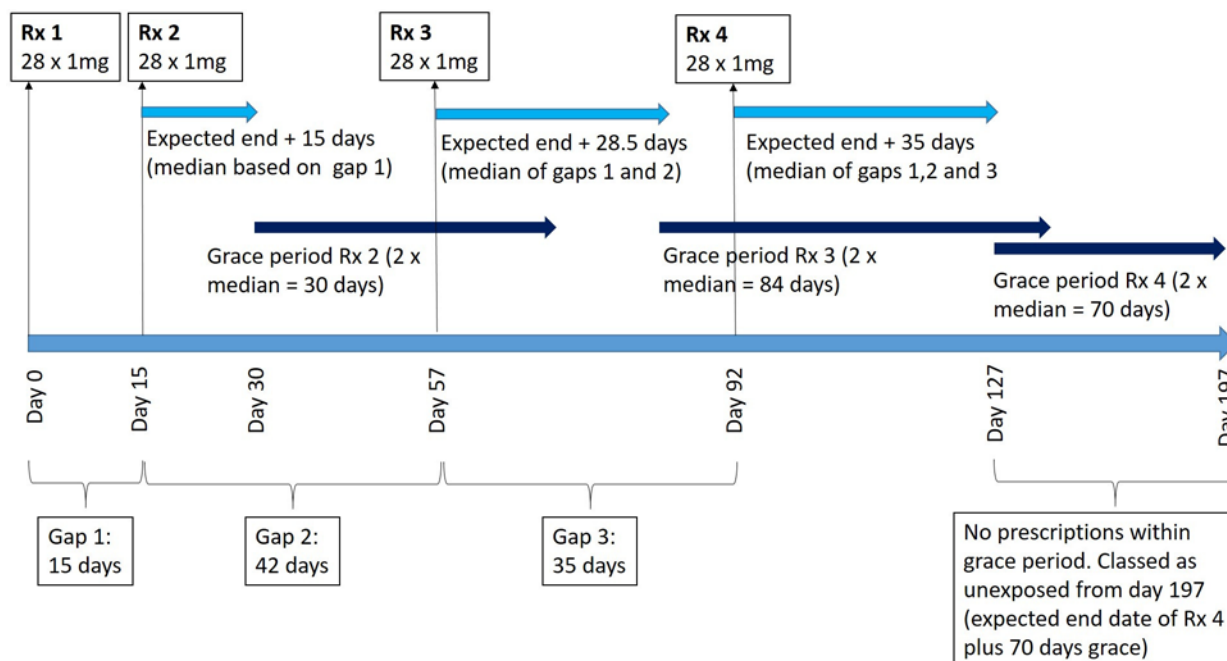 Rx 1
28 x 1mg
Rx 2
28 x 1mg
Rx 3
28 x 1mg
Rx 4
28 x 1mg
Expected end + 15 days
(median based on gap 1)
Expected end + 28.5 days
(median of gaps 1 and 2)
Expected end + 35 days
(median of gaps 1,2 and 3
Grace period Rx 2 (2 x
median = 30 days)
Grace period Rx 3 (2 x
median = 84 days)
Grace period Rx 4 (2 x
median = 70 days)
Day 0
Day 15
Day 30
Day 57
Day 92
Day 127
Day 197
Gap 1:
15 days
Gap 2:
42 days
Gap 3:
35 days
No prescriptions within
grace period. Classed as
unexposed from day 197
(expected end date of Rx 4
plus 70 days grace)